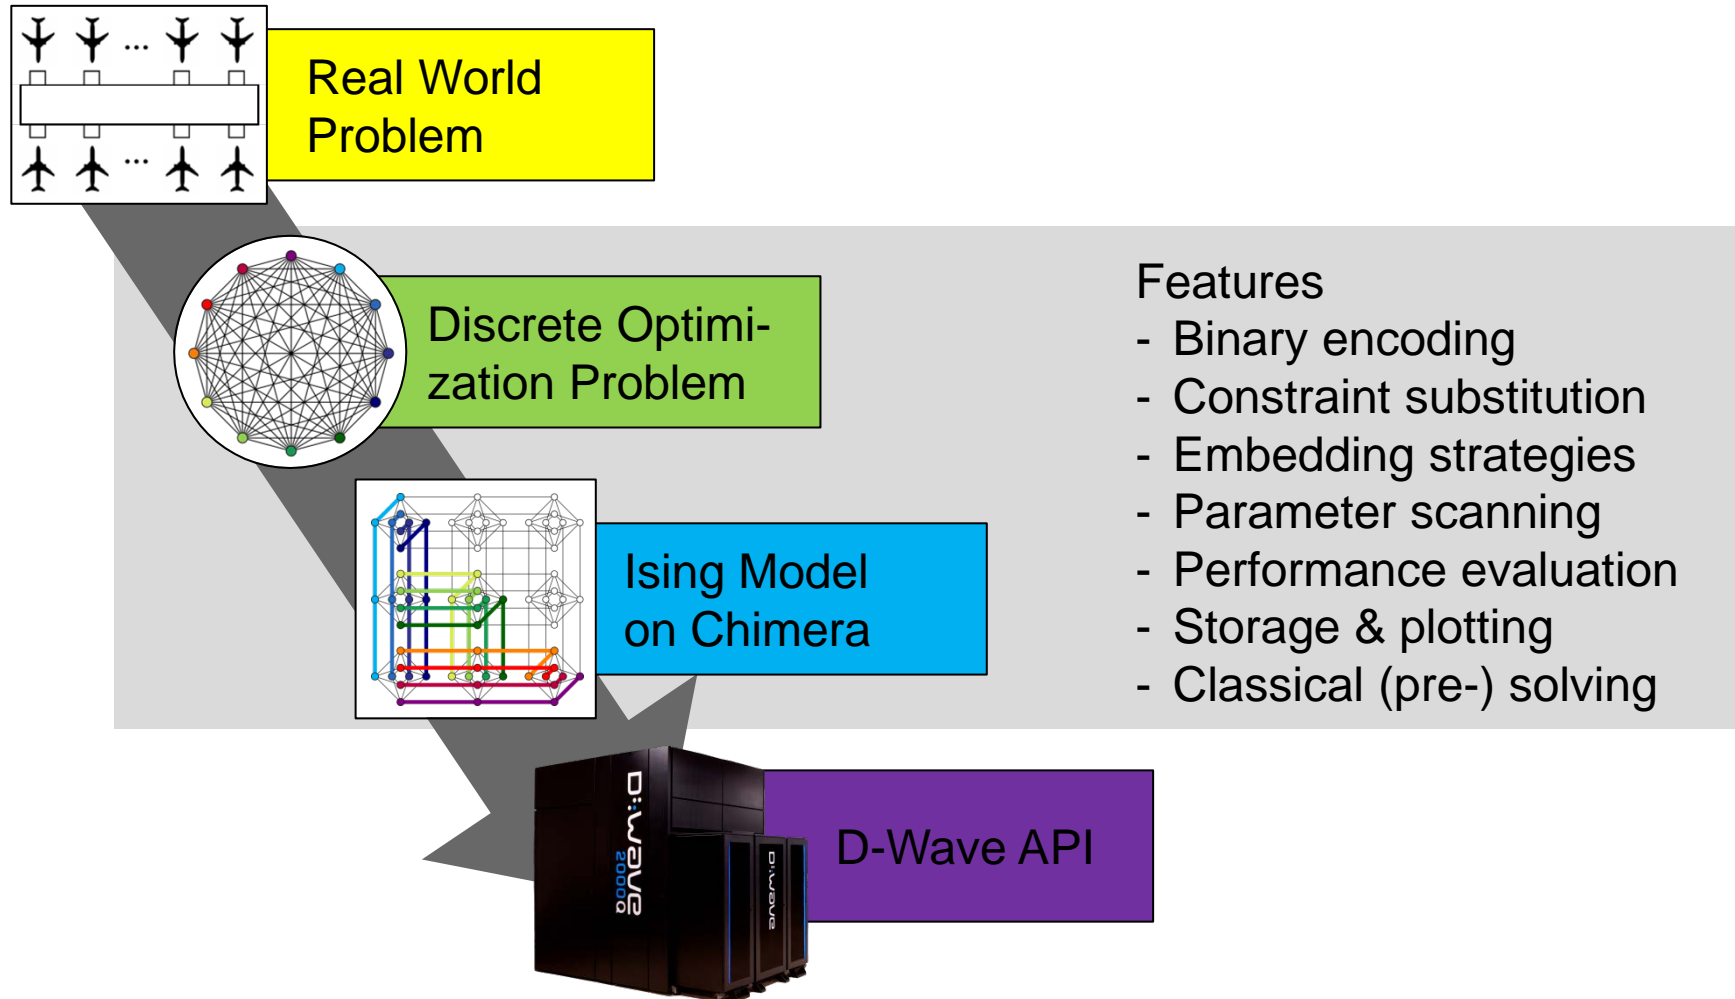 Real World
Problem
Discrete Optimi-
zation Problem
Ising Model
on Chimera
D-Wave API
Features
- Binary encoding
- Constraint substitution
- Embedding strategies
- Parameter scanning
- Performance evaluation
- Storage & plotting
- Classical (pre-) solving
D:Wave
2000Q
D:Wave